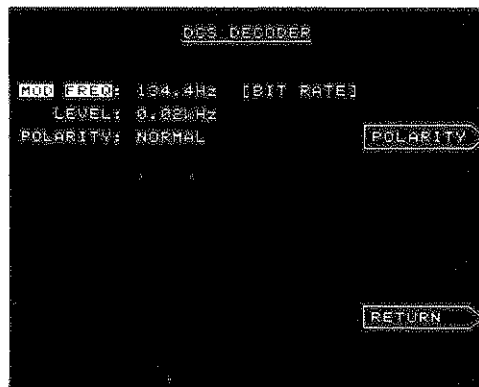 DCS DECODER
MOD FREQ: 134.4Hz [BIT RATE]
LEVEL: 0.02kHz
POLARITY: NORMAL
POLARITY
RETURN